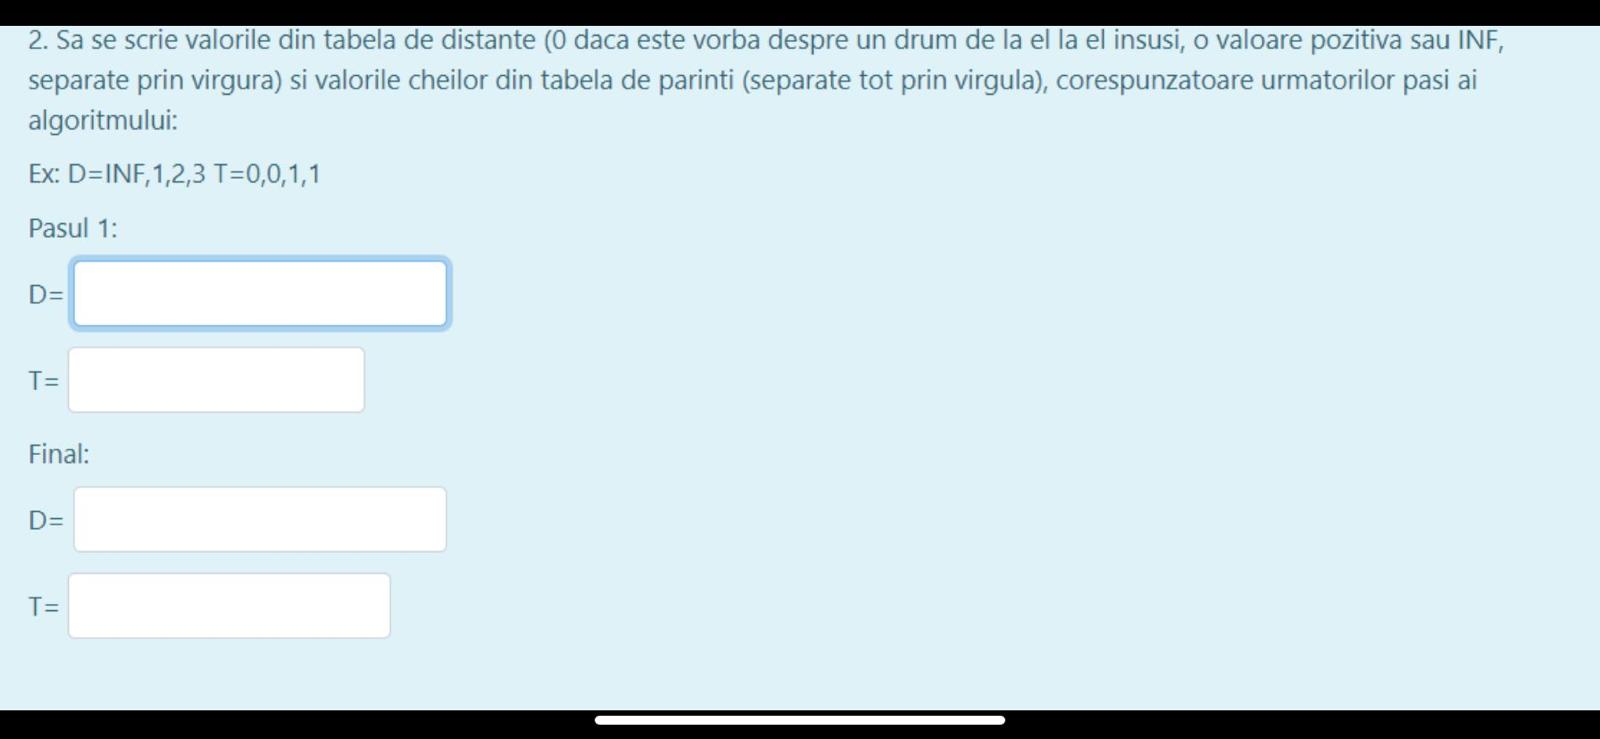 2. Sa se scrie valorile din tabela de distante (0 daca este vorba despre un drum de la el la el insusi, o valoare pozitiva sau INF,
separate prin virgura) si valorile cheilor din tabela de parinti (separate tot prin virgula), corespunzatoare urmatorilor pasi ai
algoritmului:
Ex: D=INF,1,2,3 T=0,0,1,1
Pasul 1:
D=
T=
Final:
D=
T=